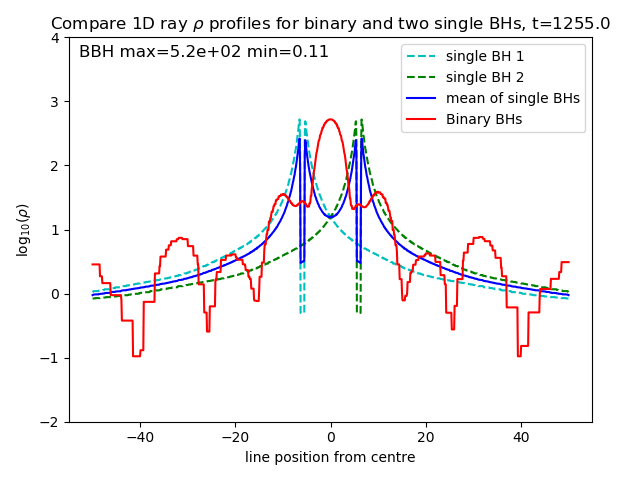 Compare 1D ray ρ profiles for binary and two single BHs, t=1255.0
BBH max=5.2e+02 min=0.11
single BH 1
single BH 2
mean of single BHs
Binary BHs
log₁₀(ρ)
4
3
2
1
0
−1
−2
−40 −20 0 20 40
line position from centre